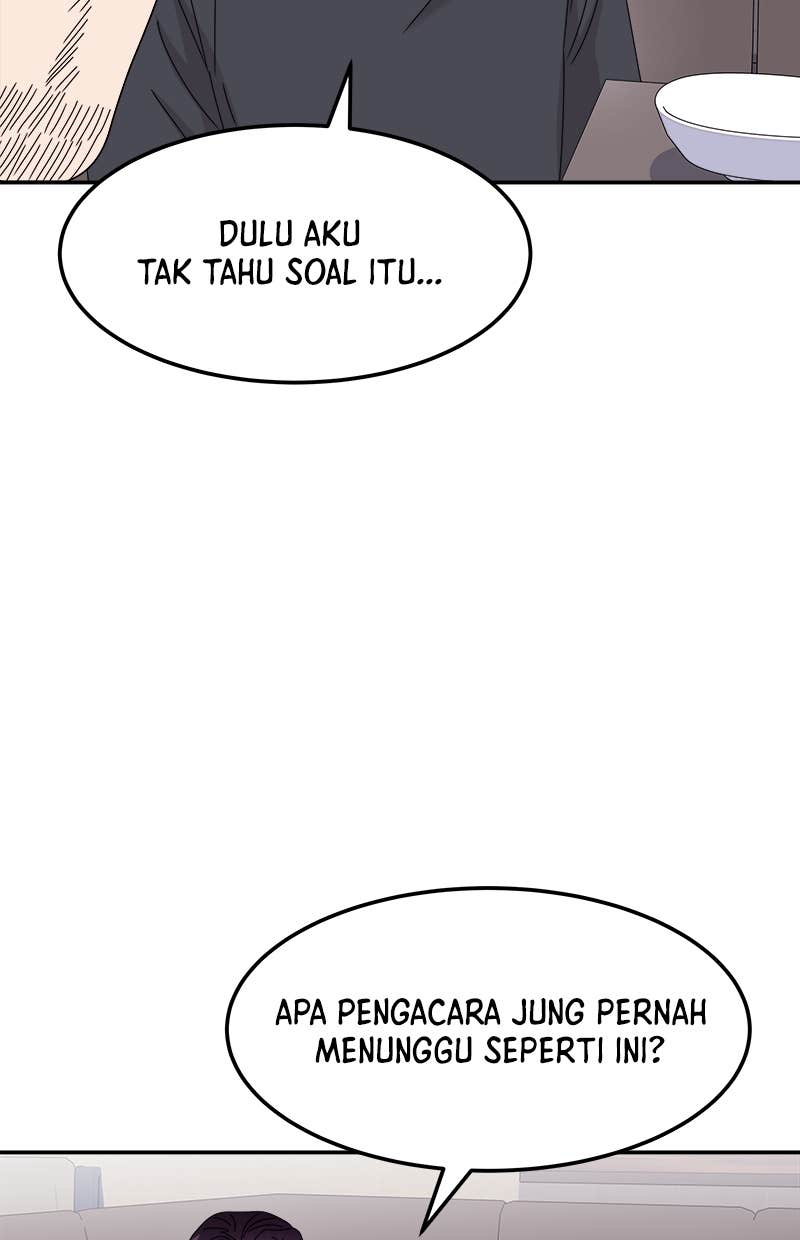 DULU AKU
TAK TAHU SOAL ITU...
APA PENGACARA JUNG PERNAH
MENUNGGU SEPERTI INI?